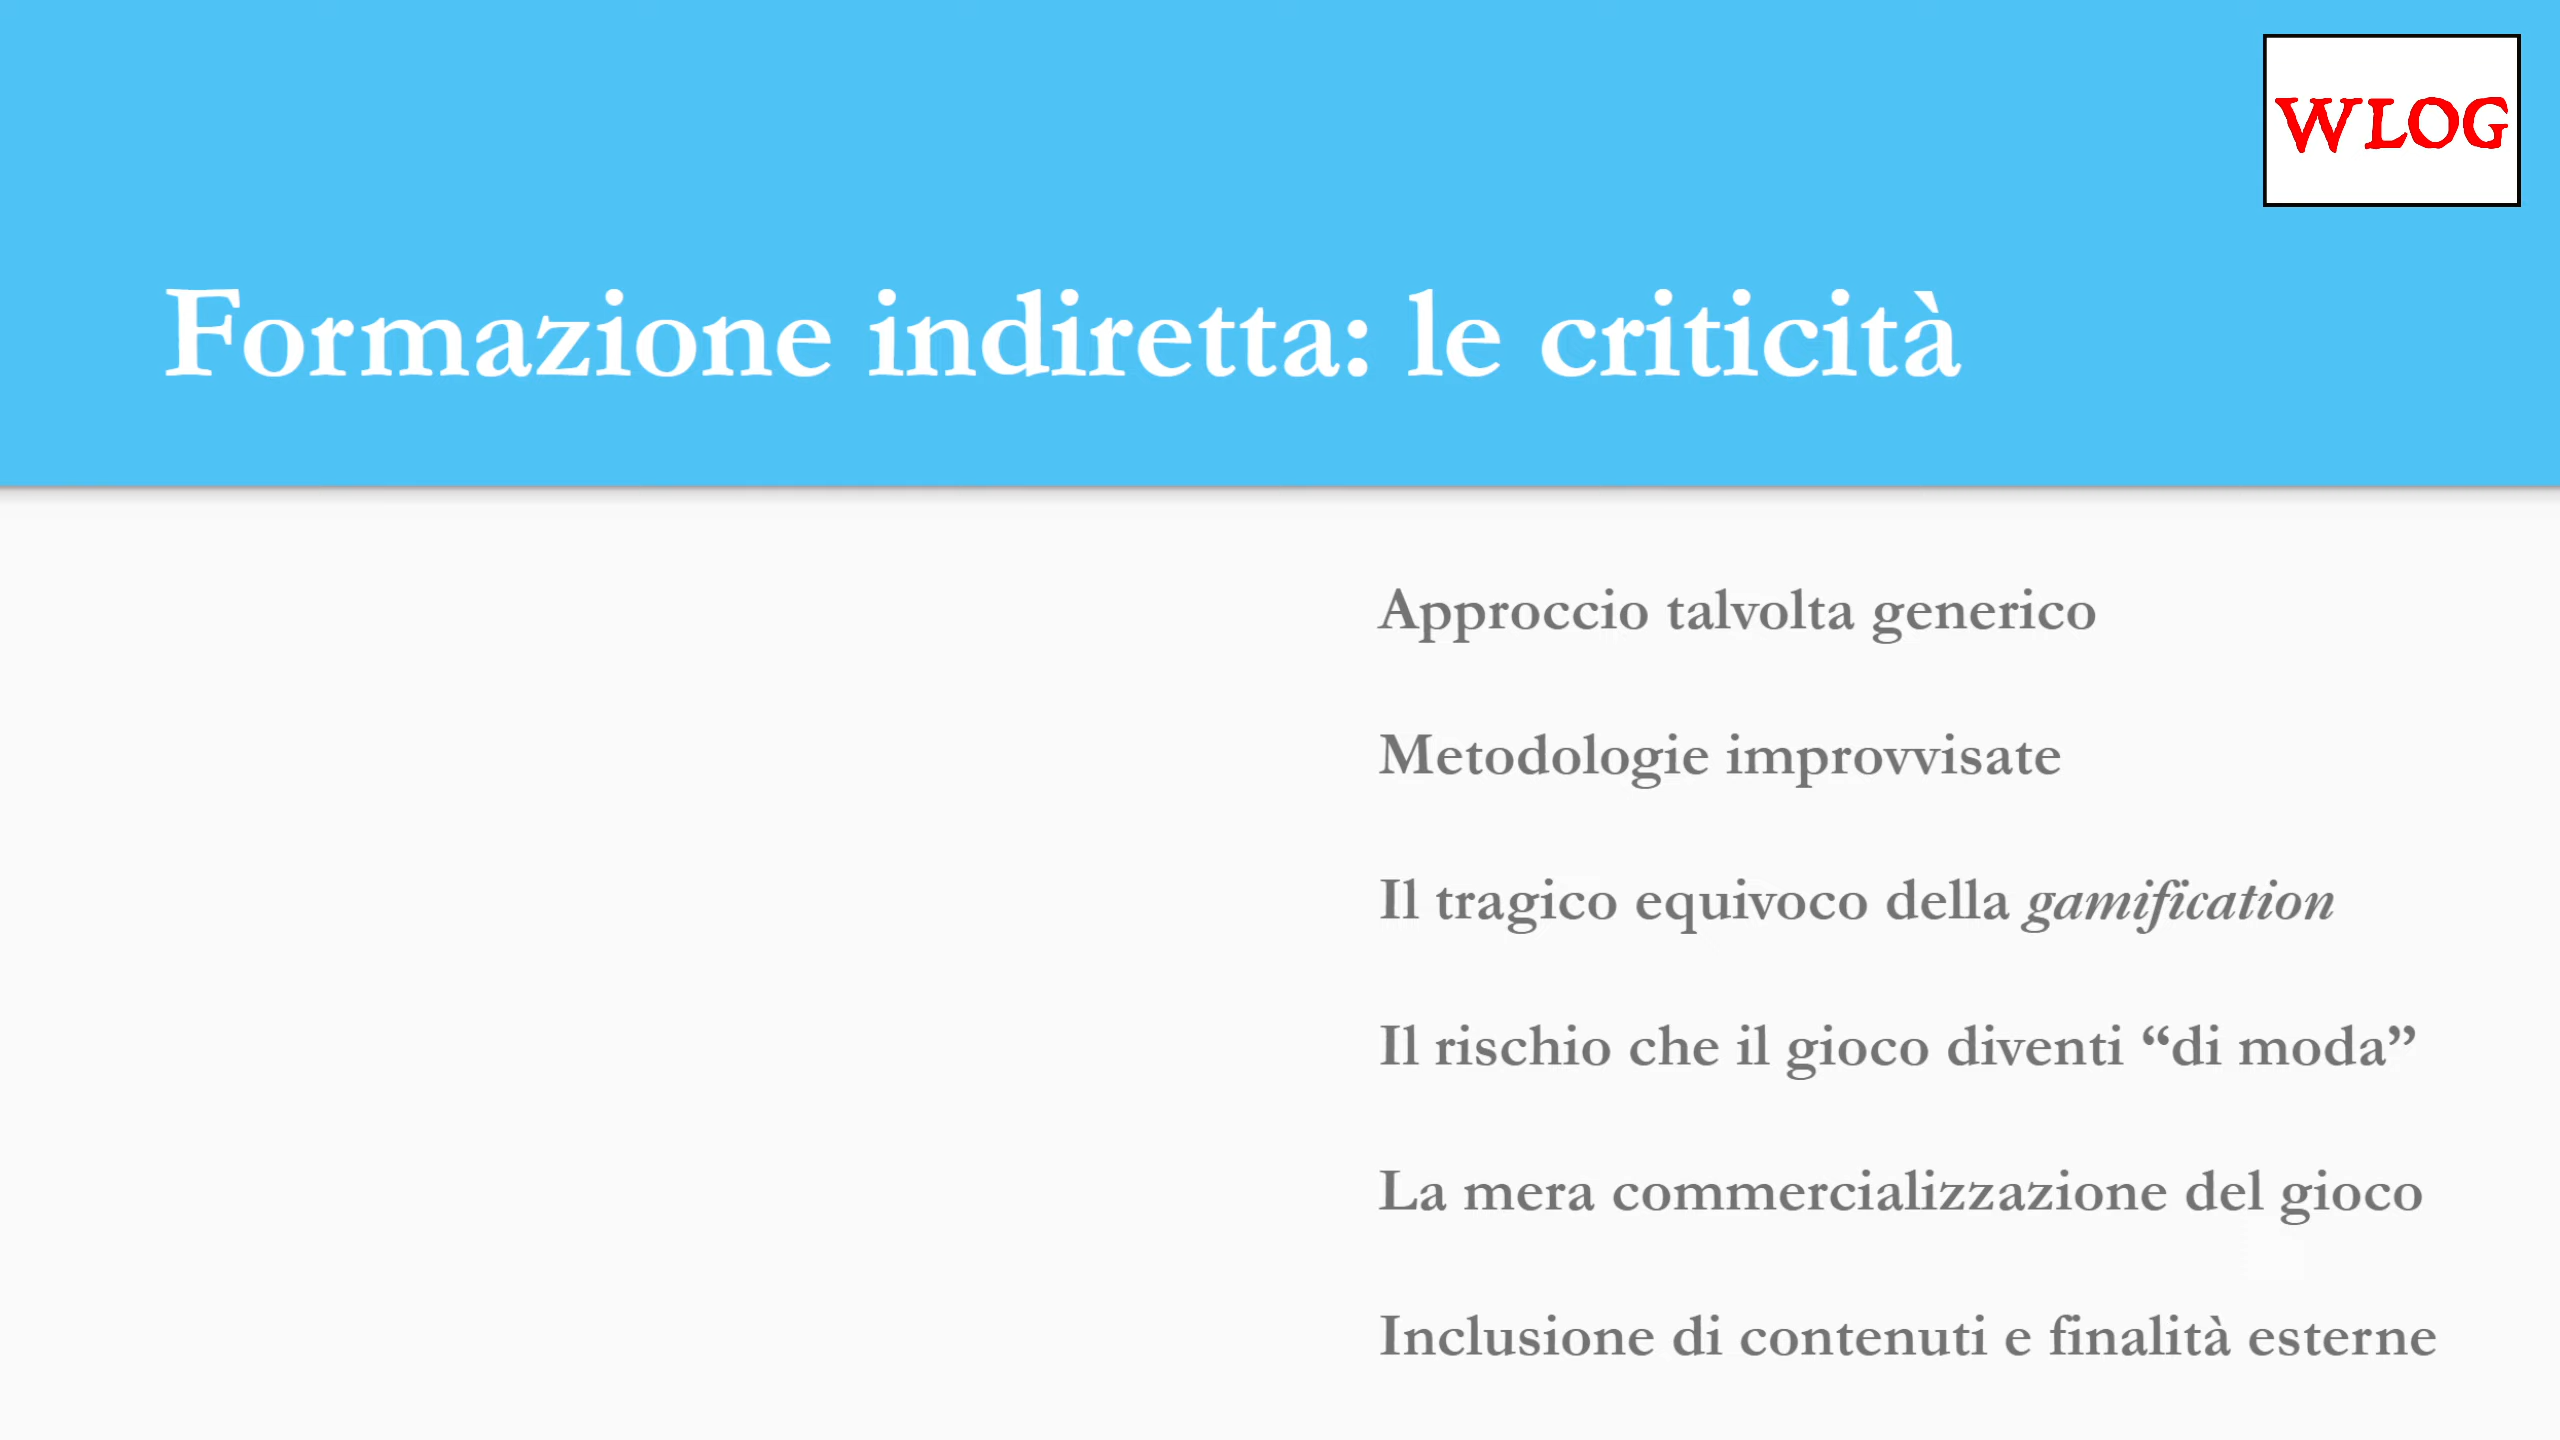 WLOG
Formazione indiretta: le criticità
Approccio talvolta generico
Metodologie improvvisate
Il tragico equivoco della gamification
Il rischio che il gioco diventi “di moda”
La mera commercializzazione del gioco
Inclusione di contenuti e finalità esterne